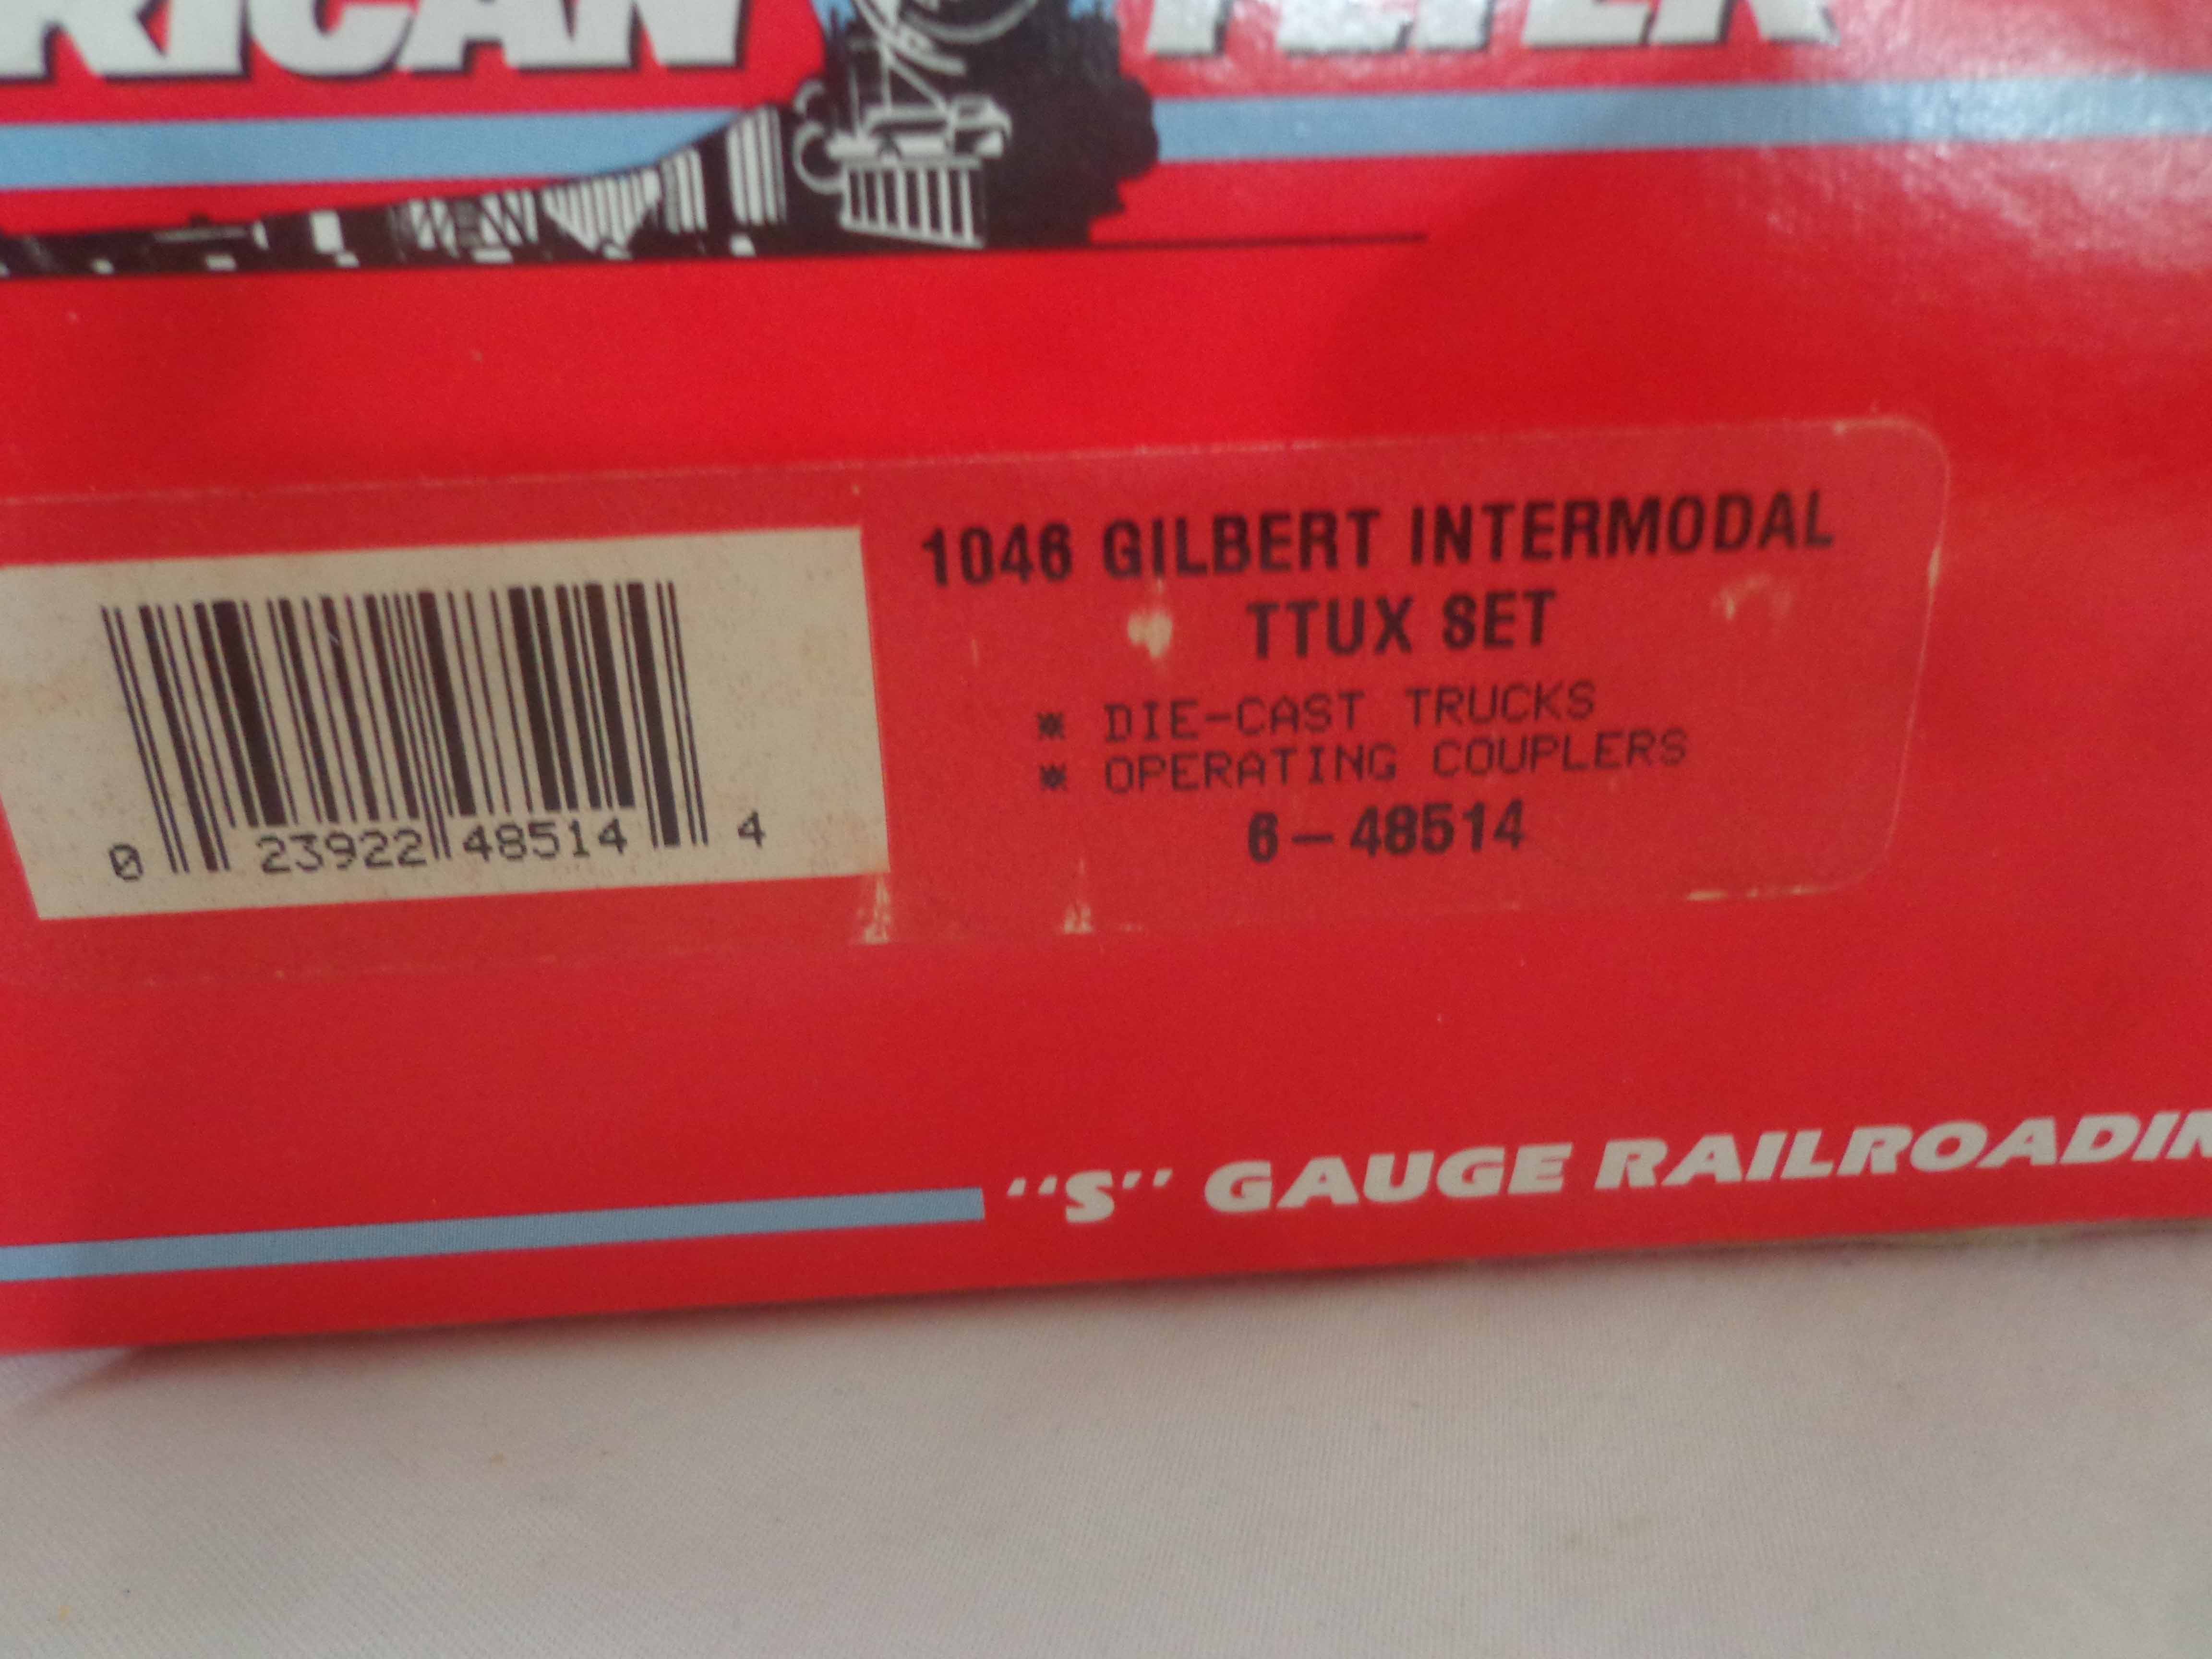 RICAN FLYER
1046 GILBERT INTERMODAL
TTUX SET
* DIE-CAST TRUCKS
* OPERATING COUPLERS
6-48514
0 23922 48514 4
"S" GAUGE RAILROADIN